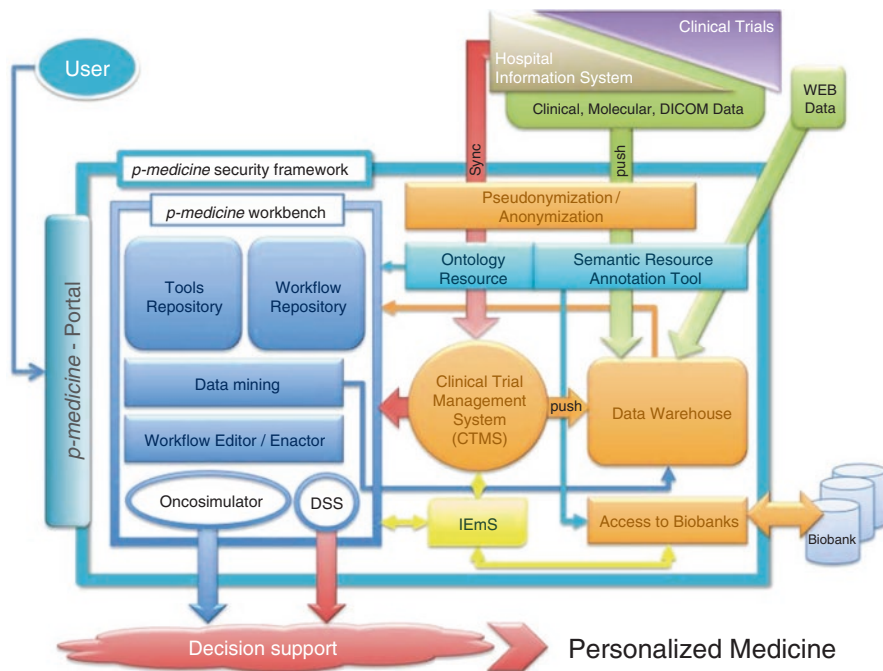 User
Clinical Trials
Hospital
Information System
Clinical, Molecular, DICOM Data
WEB
Data
Sync
push
p-medicine security framework
p-medicine workbench
Pseudonymization /
Anonymization
p-medicine - Portal
Tools
Repository
Workflow
Repository
Ontology
Resource
Semantic Resource
Annotation Tool
Data mining
Clinical Trial
Management
System
(CTMS)
push
Data Warehouse
Workflow Editor / Enactor
Oncosimulator
DSS
IEmS
Access to Biobanks
Biobank
Decision support
Personalized Medicine